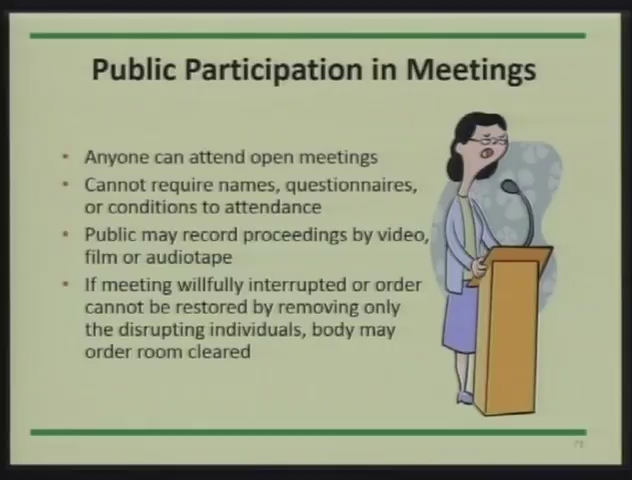 Public Participation in Meetings
• Anyone can attend open meetings
• Cannot require names, questionnaires,
or conditions to attendance
• Public may record proceedings by video,
film or audiotape
• If meeting willfully interrupted or order
cannot be restored by removing only
the disrupting individuals, body may
order room cleared